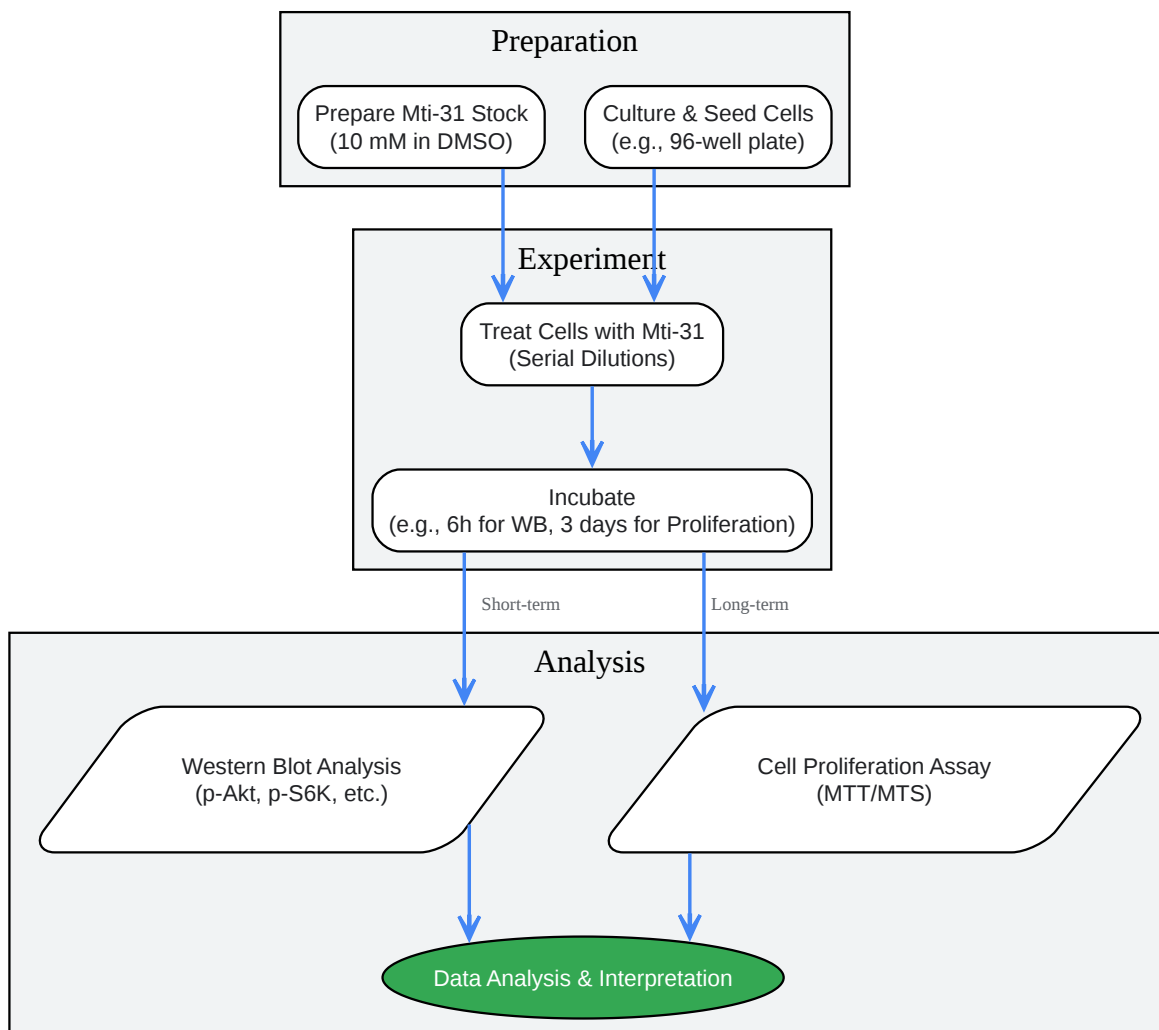 Preparation
Prepare Mti-31 Stock
(10 mM in DMSO)
Culture & Seed Cells
(e.g., 96-well plate)
Experiment
Treat Cells with Mti-31
(Serial Dilutions)
Incubate
(e.g., 6h for WB, 3 days for Proliferation)
Short-term
Long-term
Analysis
Western Blot Analysis
(p-Akt, p-S6K, etc.)
Cell Proliferation Assay
(MTT/MTS)
Data Analysis & Interpretation